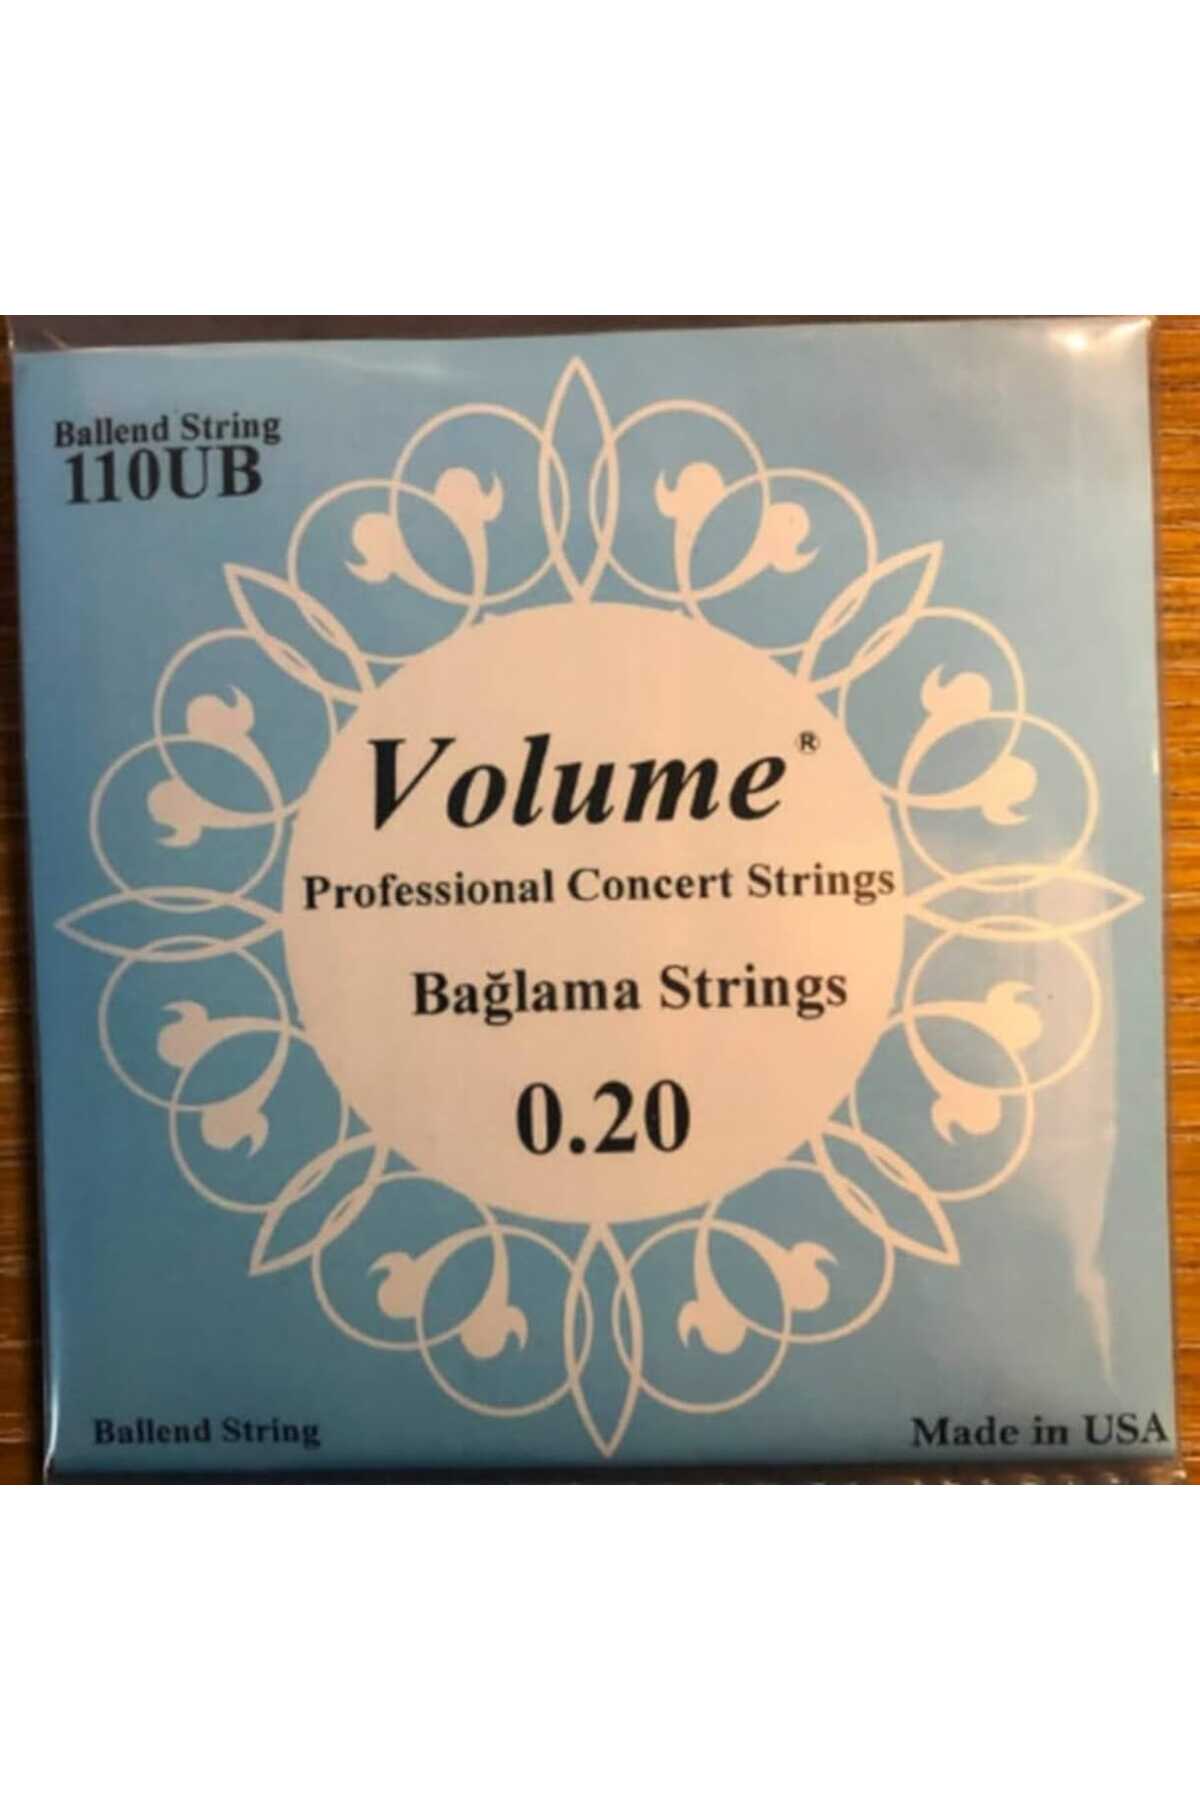 Ballend String
110UB
Volume®
Professional Concert Strings
Bağlama Strings
0.20
Ballend String
Made in USA